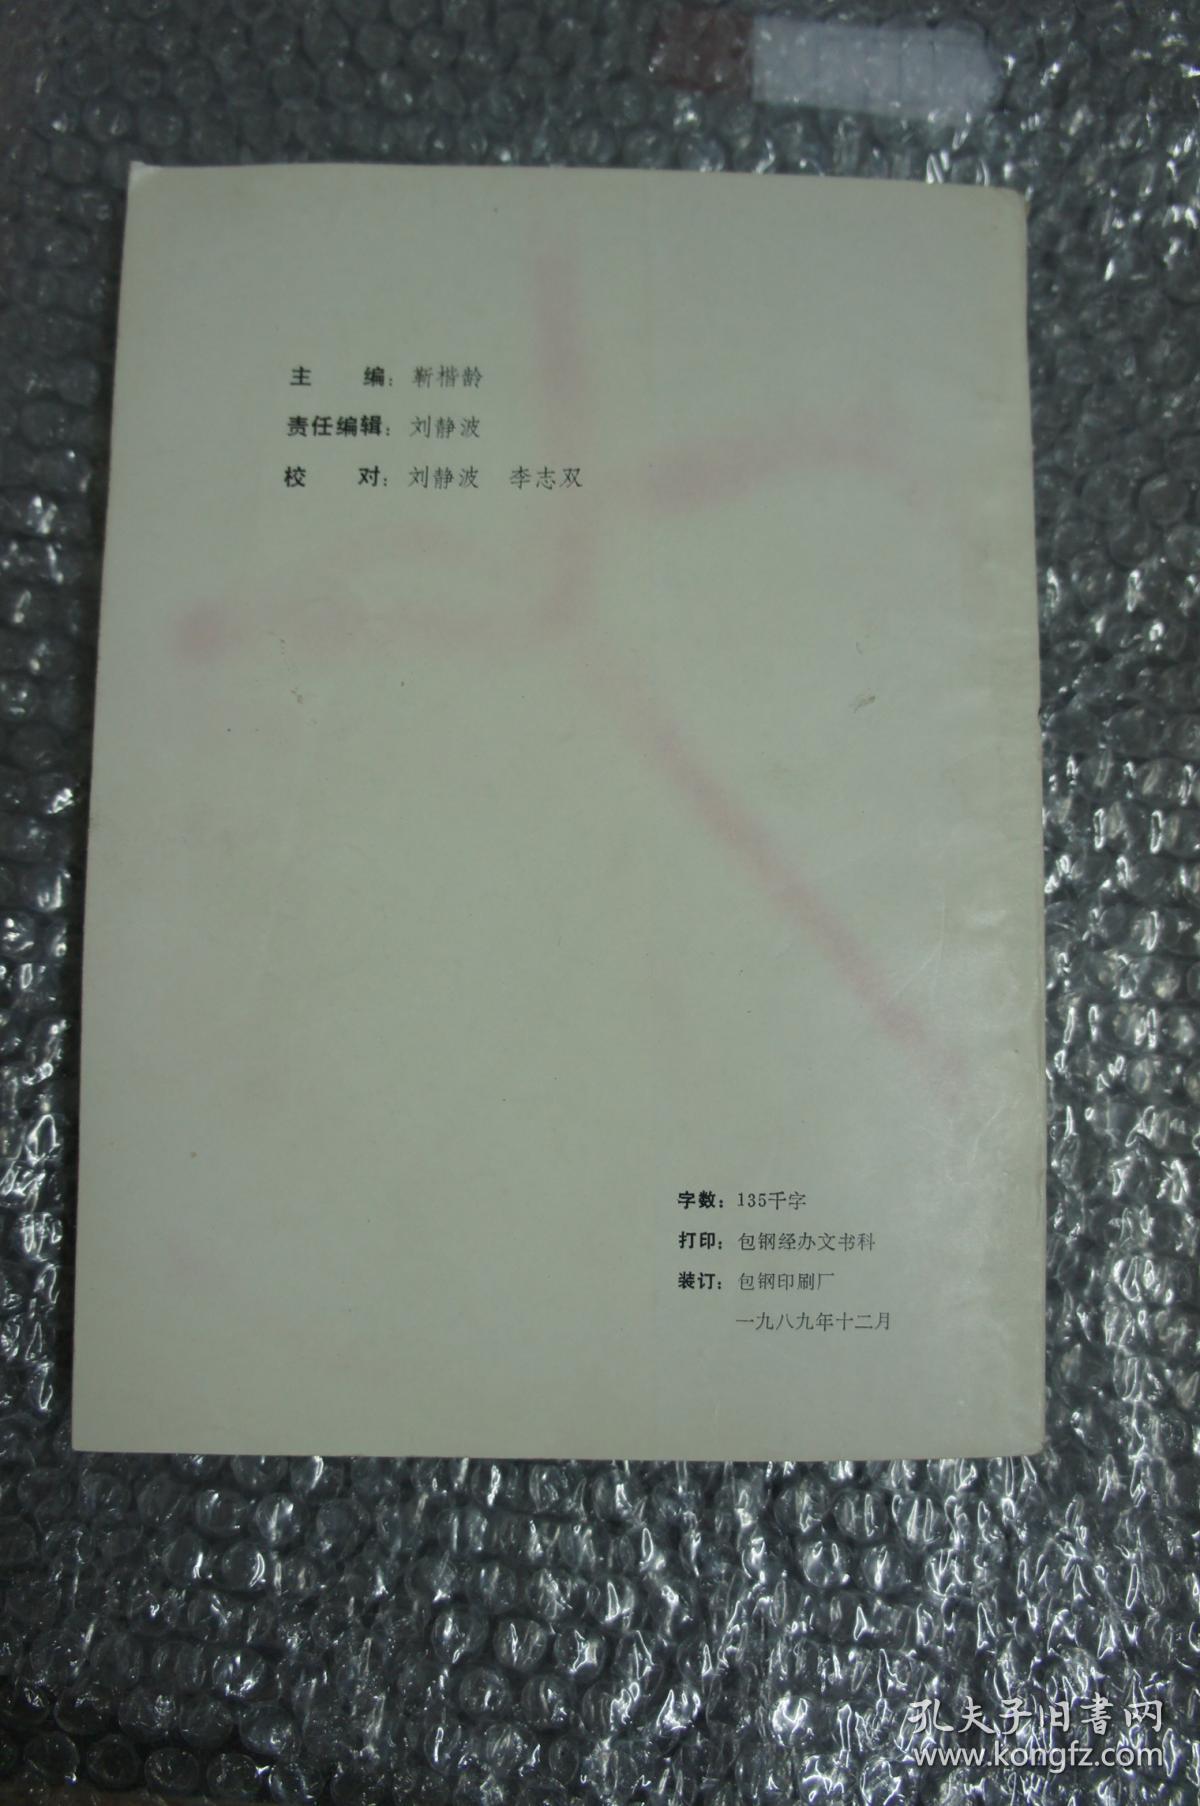 主　　编：靳楷龄
责任编辑：刘静波
校　　对：刘静波　李志双
字数：135千字
打印：包钢经办文书科
装订：包钢印刷厂
一九八九年十二月
孔夫子旧書网
www.kongfz.com